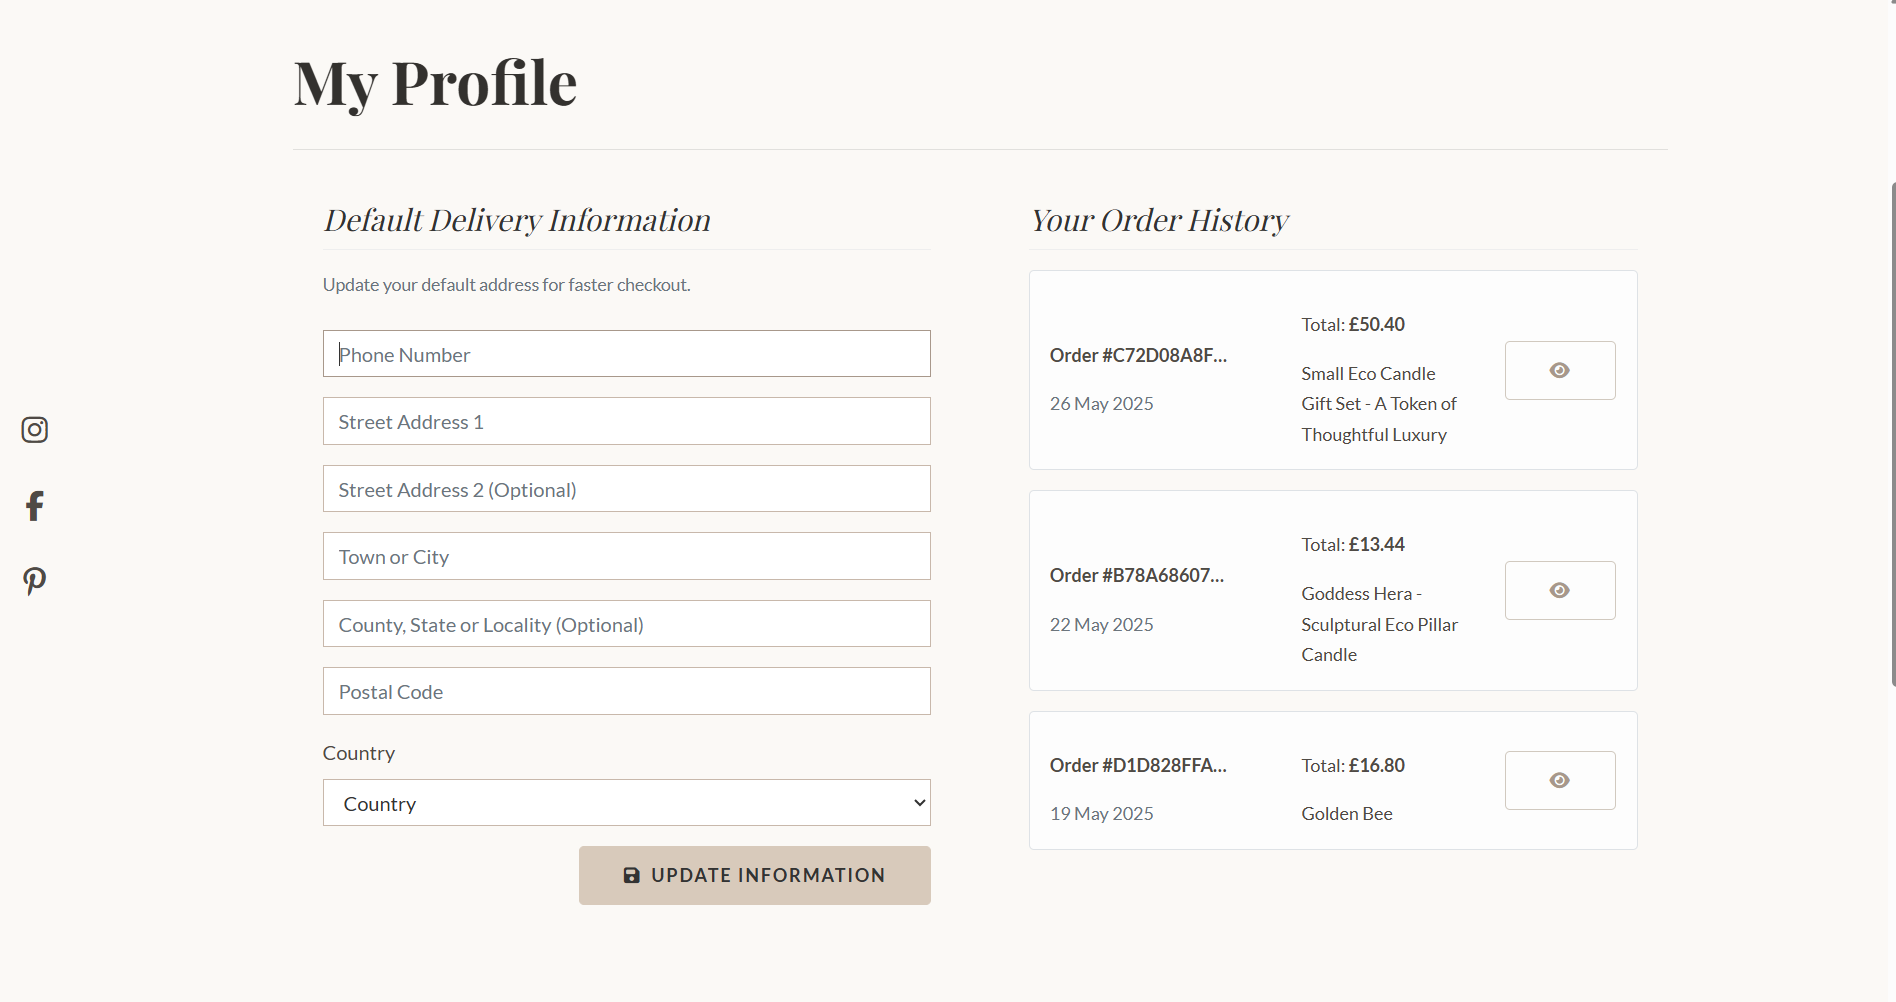 My Profile
Default Delivery Information
Update your default address for faster checkout.
Phone Number
Street Address 1
Street Address 2 (Optional)
Town or City
County, State or Locality (Optional)
Postal Code
Country
Country
UPDATE INFORMATION
Your Order History
Order #C72D08A8F...
26 May 2025
Total: £50.40
Small Eco Candle
Gift Set - A Token of
Thoughtful Luxury
Order #B78A68607...
22 May 2025
Total: £13.44
Goddess Hera -
Sculptural Eco Pillar
Candle
Order #D1D828FFA...
19 May 2025
Total: £16.80
Golden Bee